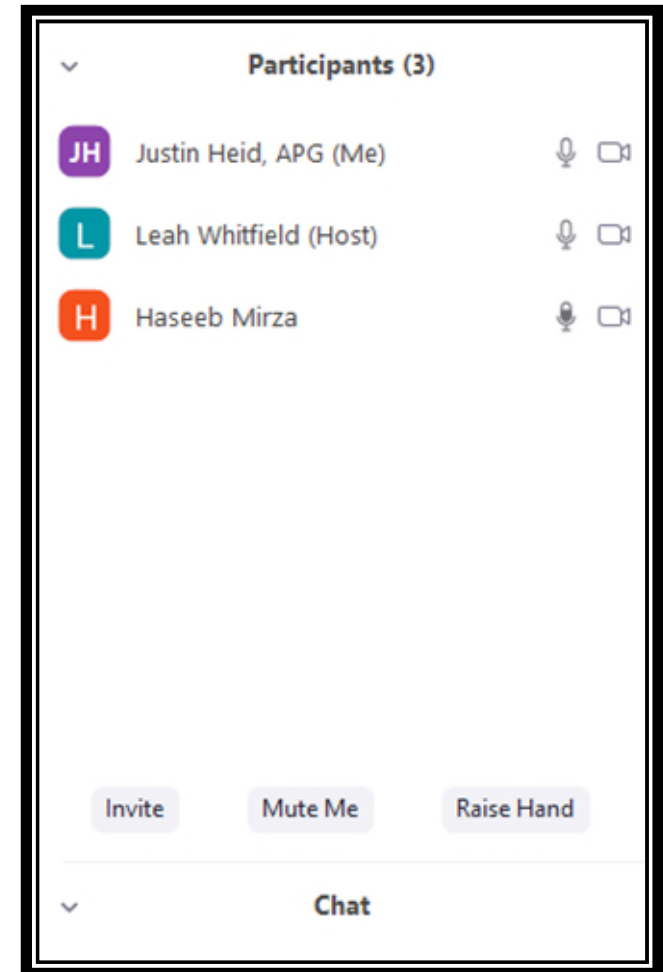 Participants (3)
JH Justin Heid, APG (Me)
L Leah Whitfield (Host)
H Haseeb Mirza
Invite Mute Me Raise Hand
Chat